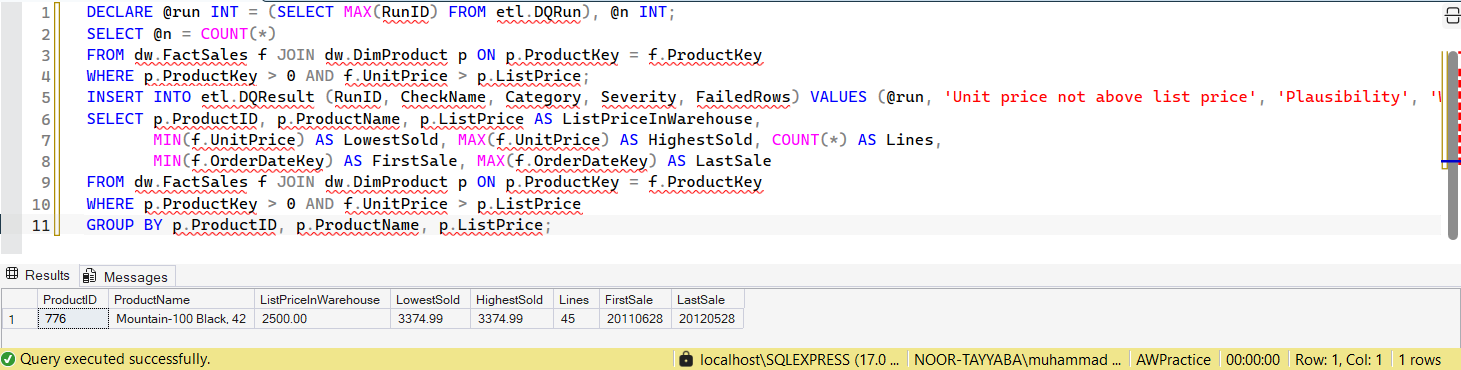 1 DECLARE @run INT = (SELECT MAX(RunID) FROM etl.DQRun), @n INT;
2 SELECT @n = COUNT(*)
3 FROM dw.FactSales f JOIN dw.DimProduct p ON p.ProductKey = f.ProductKey
4 WHERE p.ProductKey > 0 AND f.UnitPrice > p.ListPrice;
5 INSERT INTO etl.DQResult (RunID, CheckName, Category, Severity, FailedRows) VALUES (@run, 'Unit price not above list price', 'Plausibility', '
6 SELECT p.ProductID, p.ProductName, p.ListPrice AS ListPriceInWarehouse,
7 MIN(f.UnitPrice) AS LowestSold, MAX(f.UnitPrice) AS HighestSold, COUNT(*) AS Lines,
8 MIN(f.OrderDateKey) AS FirstSale, MAX(f.OrderDateKey) AS LastSale
9 FROM dw.FactSales f JOIN dw.DimProduct p ON p.ProductKey = f.ProductKey
10 WHERE p.ProductKey > 0 AND f.UnitPrice > p.ListPrice
11 GROUP BY p.ProductID, p.ProductName, p.ListPrice;
Results Messages
ProductID ProductName ListPriceInWarehouse LowestSold HighestSold Lines FirstSale LastSale
1 776 Mountain-100 Black, 42 2500.00 3374.99 3374.99 45 20110628 20120528
Query executed successfully. localhost\SQLEXPRESS (17.0 ... NOOR-TAYYABA\muhammad ... AWPractice 00:00:00 Row: 1, Col: 1 1 rows